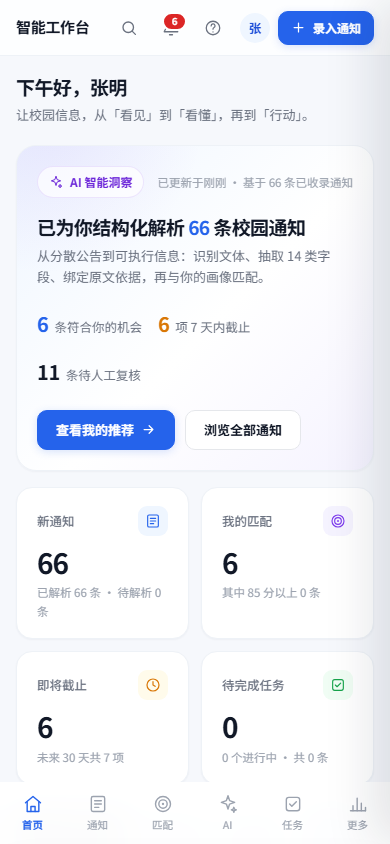 智能工作台
6
张
录入通知
下午好，张明
让校园信息，从「看见」到「看懂」，再到「行动」。
AI 智能洞察
已更新于刚刚 · 基于 66 条已收录通知
已为你结构化解析 66 条校园通知
从分散公告到可执行信息：识别文体、抽取 14 类字
段、绑定原文依据，再与你的画像匹配。
6 条符合你的机会 6 项 7 天内截止
11 条待人工复核
查看我的推荐 →
浏览全部通知
新通知
66
已解析 66 条 · 待解析 0
条
我的匹配
6
其中 85 分以上 0 条
即将截止
6
未来 30 天共 7 项
待完成任务
0
0 个进行中 · 共 0 条
首页
通知
匹配
AI
任务
更多